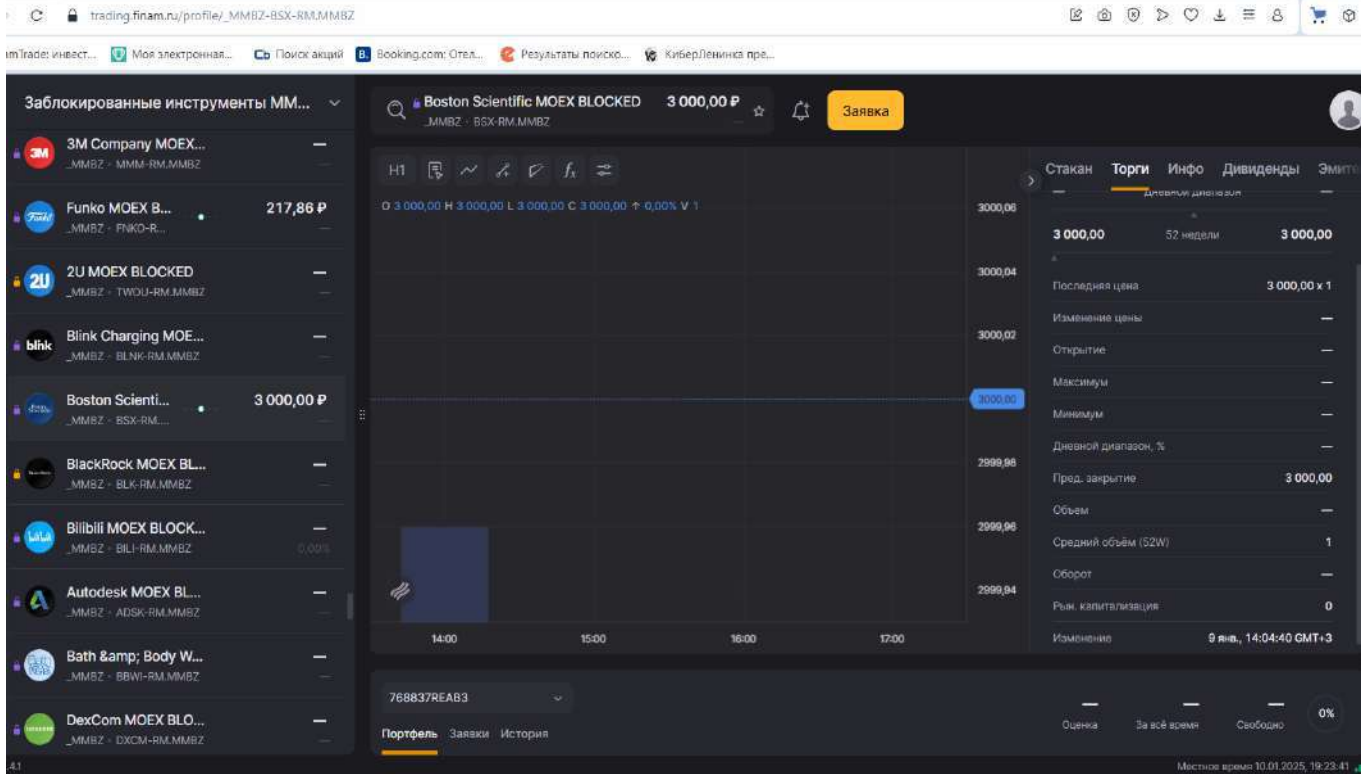 trading.finam.ru/profile/_MMBZ-BSX-RM.MMBZ
amTrade: инвест... Моя электронная... Поиск акций Booking.com: Отел... Результаты поиско... КиберЛенинка пре...
Заблокированные инструменты MM...
3M Company MOEX... —
_MMBZ · MMM-RM.MMBZ
Funko MOEX B... 217,86 ₽
_MMBZ · FNKO-R...
2U MOEX BLOCKED —
_MMBZ · TWOU-RM.MMBZ
Blink Charging MOE... —
_MMBZ · BLNK-RM.MMBZ
Boston Scienti... 3 000,00 ₽
_MMBZ · BSX-RM....
BlackRock MOEX BL... —
_MMBZ · BLK-RM.MMBZ
Bilibili MOEX BLOCK... —
_MMBZ · BILI-RM.MMBZ 0,00%
Autodesk MOEX BL... —
_MMBZ · ADSK-RM.MMBZ
Bath &amp; Body W... —
_MMBZ · BBWI-RM.MMBZ
DexCom MOEX BLO... —
_MMBZ · DXCM-RM.MMBZ
Boston Scientific MOEX BLOCKED 3 000,00 ₽
_MMBZ · BSX-RM.MMBZ
Заявка
H1
O 3 000,00 H 3 000,00 L 3 000,00 C 3 000,00 ↑ 0,00% V 1
3000,06
3000,04
3000,02
3000,00
2999,98
2999,96
2999,94
14:00 15:00 16:00 17:00
Стакан Торги Инфо Дивиденды Эмите
— Дневной диапазон —
3 000,00 52 недели 3 000,00
Последняя цена 3 000,00 x 1
Изменение цены —
Открытие —
Максимум —
Минимум —
Дневной диапазон, % —
Пред. закрытие 3 000,00
Объем —
Средний объём (52W) 1
Оборот —
Рын. капитализация 0
Изменение 9 янв., 14:04:40 GMT+3
768837REAB3
Портфель Заявки История
— — — 0%
Оценка За всё время Свободно
.4.1
Местное время 10.01.2025, 19:23:41